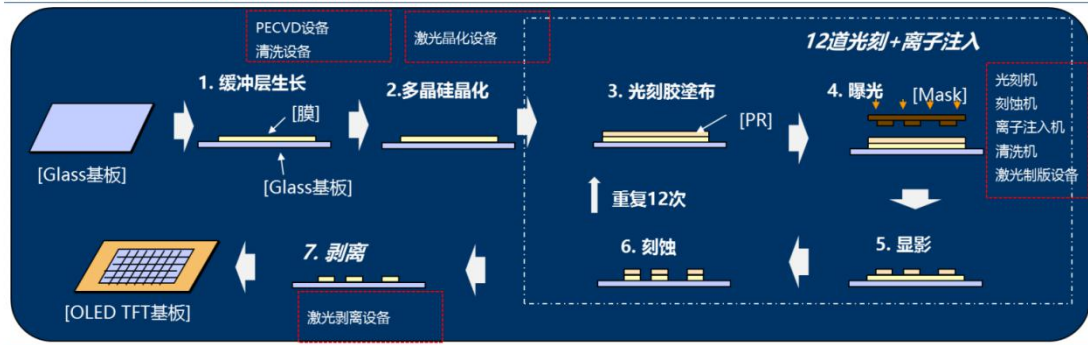 PECVD设备
清洗设备
激光晶化设备
12道光刻+离子注入
1. 缓冲层生长
2.多晶硅晶化
3. 光刻胶塗布
4. 曝光
[膜]
[PR]
[Mask]
光刻机
刻蚀机
离子注入机
清洗机
激光制版设备
[Glass基板]
[Glass基板]
重复12次
7. 剥离
6. 刻蚀
5. 显影
[OLED TFT基板]
激光剥离设备